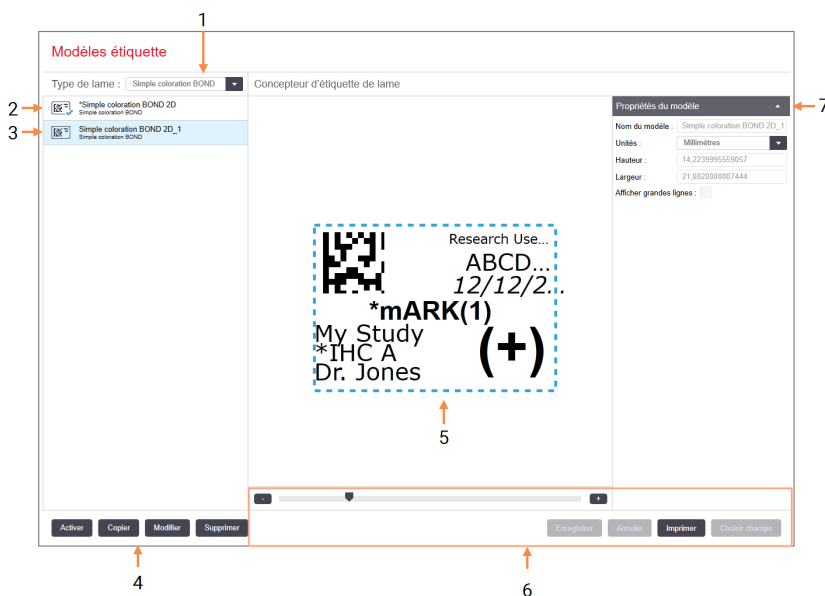 1
Modèles étiquette
Type de lame : Simple coloration BOND
Concepteur d'étiquette de lame
2
*Simple coloration BOND 2D
Simple coloration BOND
3
Simple coloration BOND 2D_1
Simple coloration BOND
Propriétés du modèle
7
Nom du modèle : Simple coloration BOND 2D_1
Unités : Millimètres
Hauteur : 14,2239995559057
Largeur : 21,0820000807444
Afficher grandes lignes :
Research Use...
ABCD...
12/12/2...
*mARK(1)
My Study
*IHC A
Dr. Jones
(+)
5
- +
Activer Copier Modifier Supprimer
Enregistrer Annuler Imprimer Choisir champs
4
6